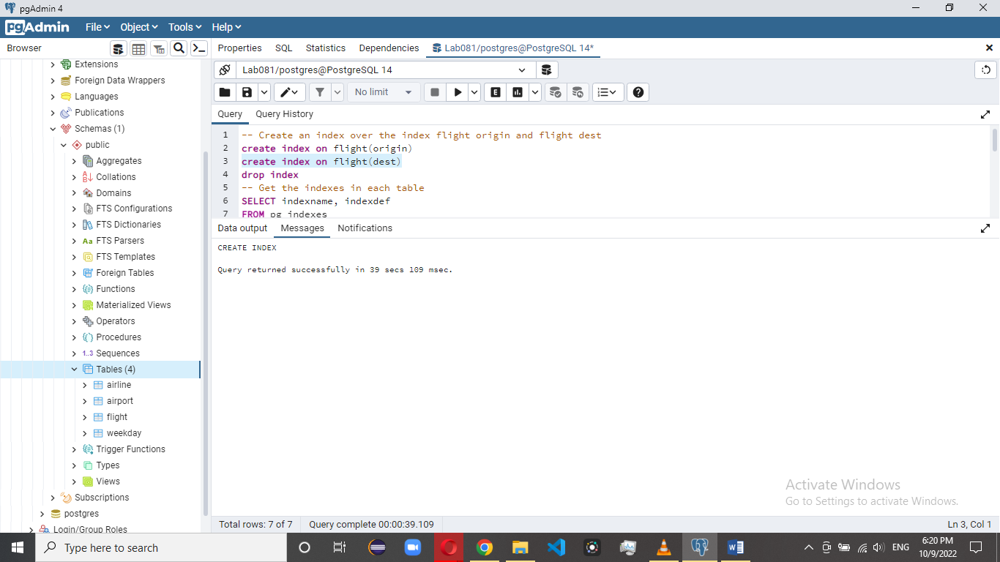 pgAdmin 4
pgAdmin File Object Tools Help
Browser
Properties SQL Statistics Dependencies Lab081/postgres@PostgreSQL 14*
Extensions
Foreign Data Wrappers
Languages
Publications
Schemas (1)
public
Aggregates
Collations
Domains
FTS Configurations
FTS Dictionaries
Aa FTS Parsers
FTS Templates
Foreign Tables
Functions
Materialized Views
Operators
Procedures
1..3 Sequences
Tables (4)
airline
airport
flight
weekday
Trigger Functions
Types
Views
Subscriptions
postgres
Login/Group Roles
Lab081/postgres@PostgreSQL 14
No limit
E
Query Query History
1 -- Create an index over the index flight origin and flight dest
2 create index on flight(origin)
3 create index on flight(dest)
4 drop index
5 -- Get the indexes in each table
6 SELECT indexname, indexdef
7 FROM pg_indexes
Data output Messages Notifications
CREATE INDEX
Query returned successfully in 39 secs 109 msec.
Activate Windows
Go to Settings to activate Windows.
Total rows: 7 of 7 Query complete 00:00:39.109 Ln 3, Col 1
Type here to search
ENG
6:20 PM
10/9/2022